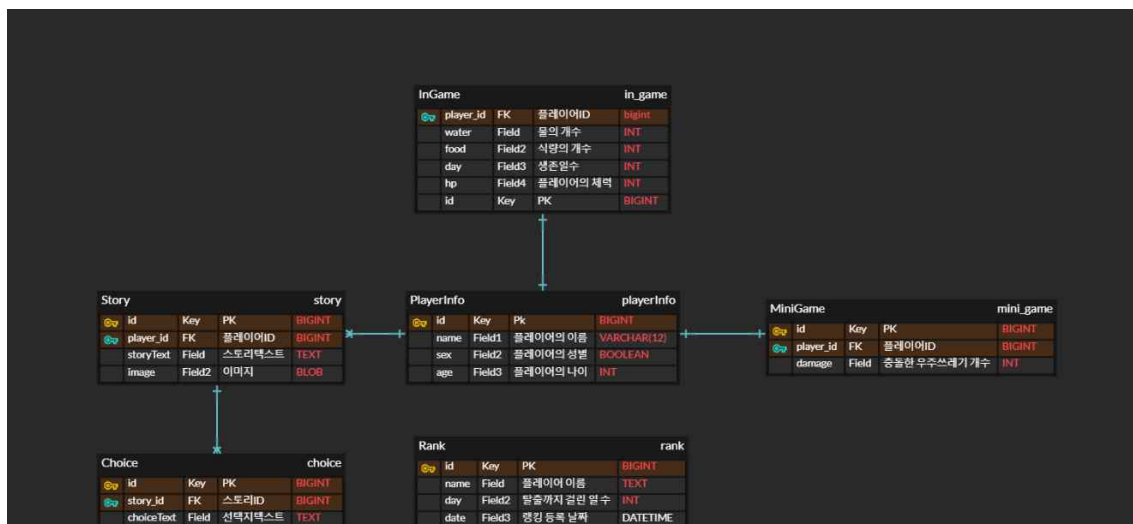 InGame in_game
player_id FK 플레이어ID bigint
water Field 물의 개수 INT
food Field2 식량의 개수 INT
day Field3 생존일수 INT
hp Field4 플레이어의 체력 INT
id Key PK BIGINT
Story story
id Key PK BIGINT
player_id FK 플레이어ID BIGINT
storyText Field 스토리텍스트 TEXT
image Field2 이미지 BLOB
PlayerInfo playerInfo
id Key Pk BIGINT
name Field1 플레이어의 이름 VARCHAR(12)
sex Field2 플레이어의 성별 BOOLEAN
age Field3 플레이어의 나이 INT
MiniGame mini_game
id Key PK BIGINT
player_id FK 플레이어ID BIGINT
damage Field 충돌한 우주쓰레기 개수 INT
Choice choice
id Key PK BIGINT
story_id FK 스토리ID BIGINT
choiceText Field 선택지텍스트 TEXT
Rank rank
id Key PK BIGINT
name Field 플레이어 이름 TEXT
day Field2 탈출까지 걸린 일 수 INT
date Field3 랭킹 등록 날짜 DATETIME